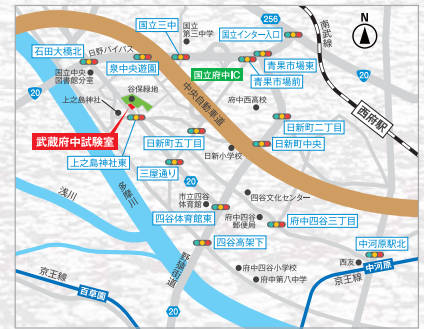 国立三中
国立
第三中学
256
国立インター入口
南武線
N
石田大橋北
日野バイパス
泉中央遊園
国立府中IC
青果市場東
青果市場前
20
国立中央
図書館分室
20
谷保緑地
中央自動車道
府中西高校
西府駅
上之島神社
武蔵府中試験室
日新町五丁目
日新町二丁目
上之島神社東
日新小学校
日新町中央
三屋通り
多摩川
20
浅川
市立四谷
体育館
四谷文化センター
四谷体育館東
府中四谷
郵便局
府中四谷三丁目
四谷高架下
中河原駅北
野猿街道
西友
京王線
百草園
府中四谷小学校
府中第八中学
京王線
中河原
20